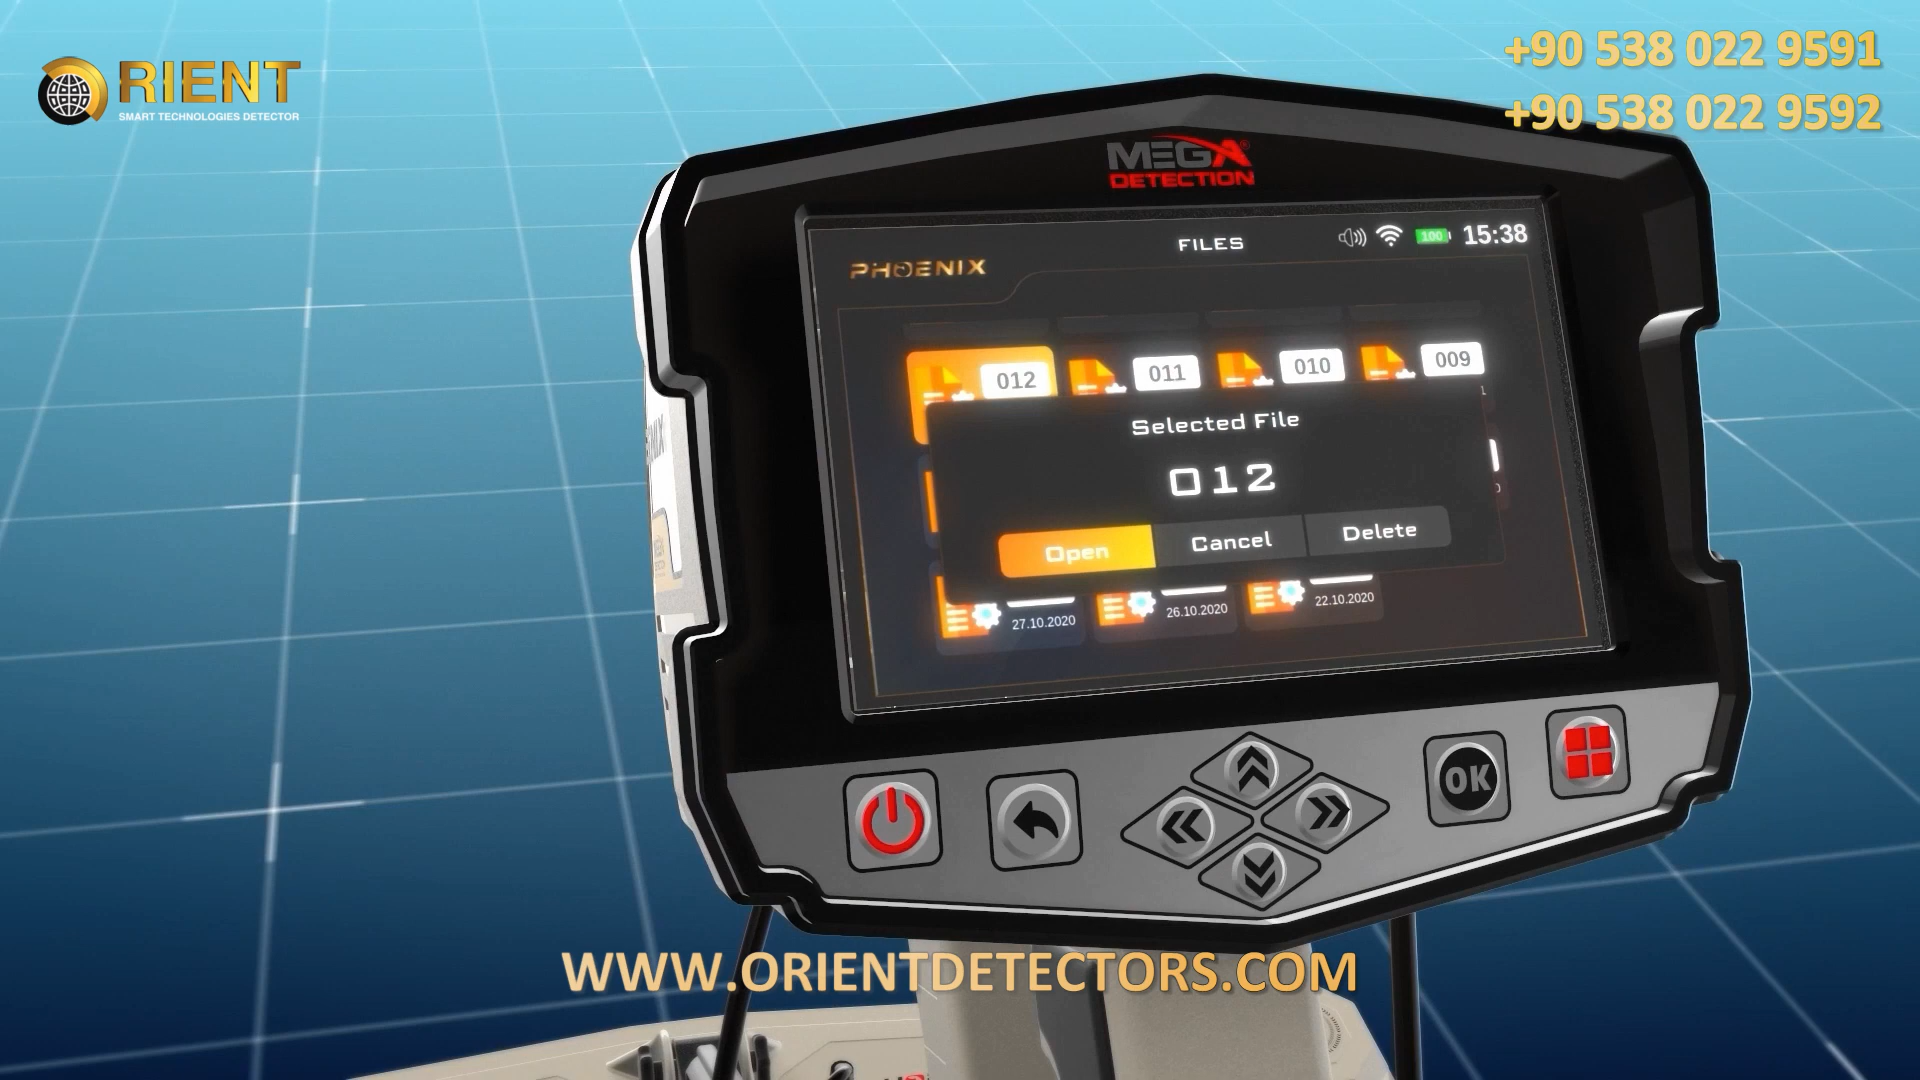 ORIENT
SMART TECHNOLOGIES DETECTOR
+90 538 022 9591
+90 538 022 9592
MEGA
DETECTION
PHOENIX
FILES
100
15:38
012
011
010
009
Selected File
012
Open
Cancel
Delete
27.10.2020
26.10.2020
22.10.2020
OK
WWW.ORIENTDETECTORS.COM